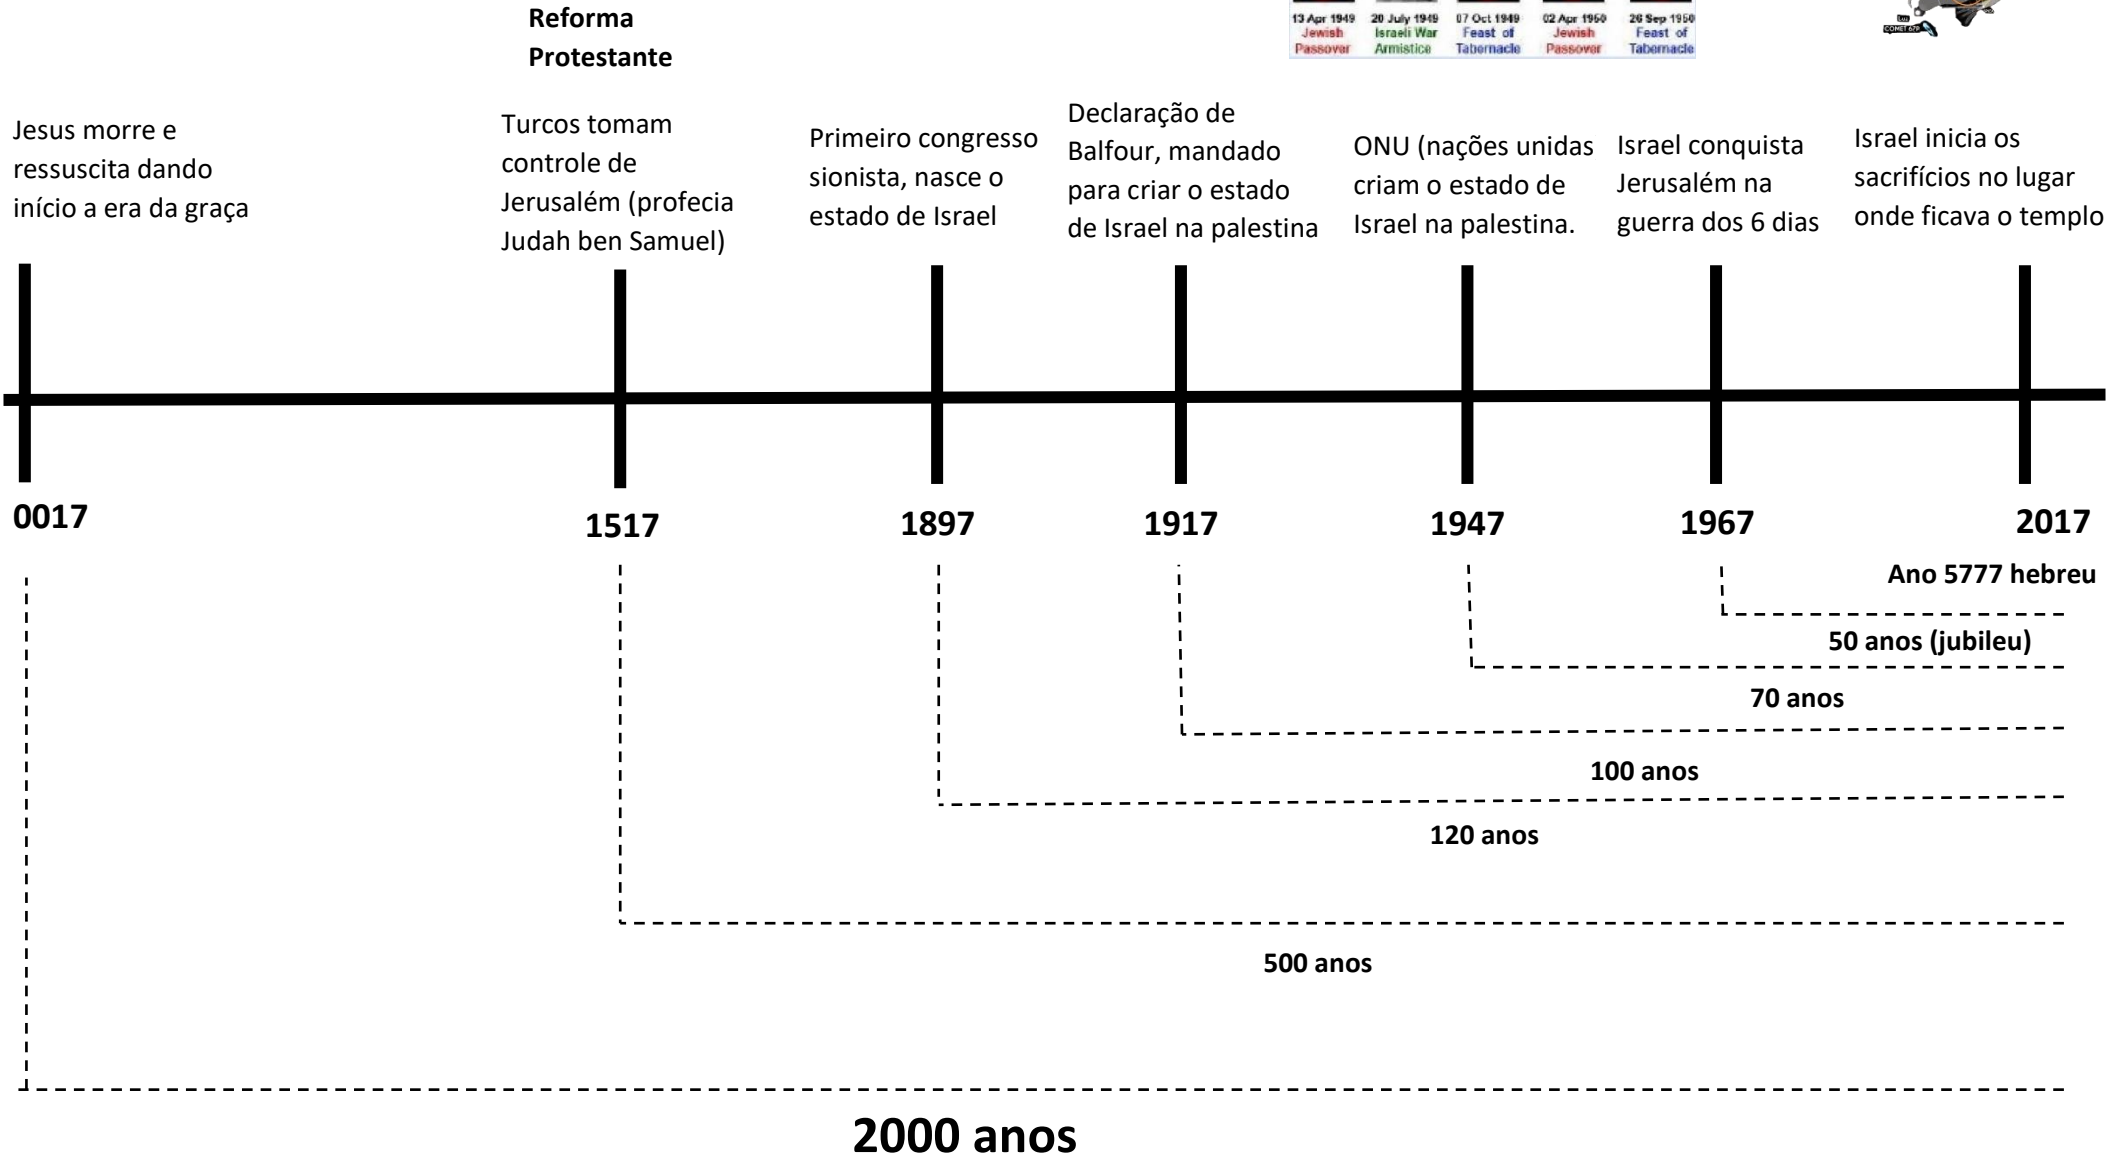 Reforma
Protestante
13 Apr 1949
Jewish
Passover
20 July 1949
Israeli War
Armistice
07 Oct 1949
Feast of
Tabernacle
02 Apr 1950
Jewish
Passover
26 Sep 1950
Feast of
Tabernacle
Jesus morre e
ressuscita dando
início a era da graça
Turcos tomam
controle de
Jerusalém (profecia
Judah ben Samuel)
Primeiro congresso
sionista, nasce o
estado de Israel
Declaração de
Balfour, mandado
para criar o estado
de Israel na palestina
ONU (nações unidas
criam o estado de
Israel na palestina.
Israel conquista
Jerusalém na
guerra dos 6 dias
Israel inicia os
sacrifícios no lugar
onde ficava o templo
0017
1517
1897
1917
1947
1967
2017
Ano 5777 hebreu
50 anos (jubileu)
70 anos
100 anos
120 anos
500 anos
2000 anos